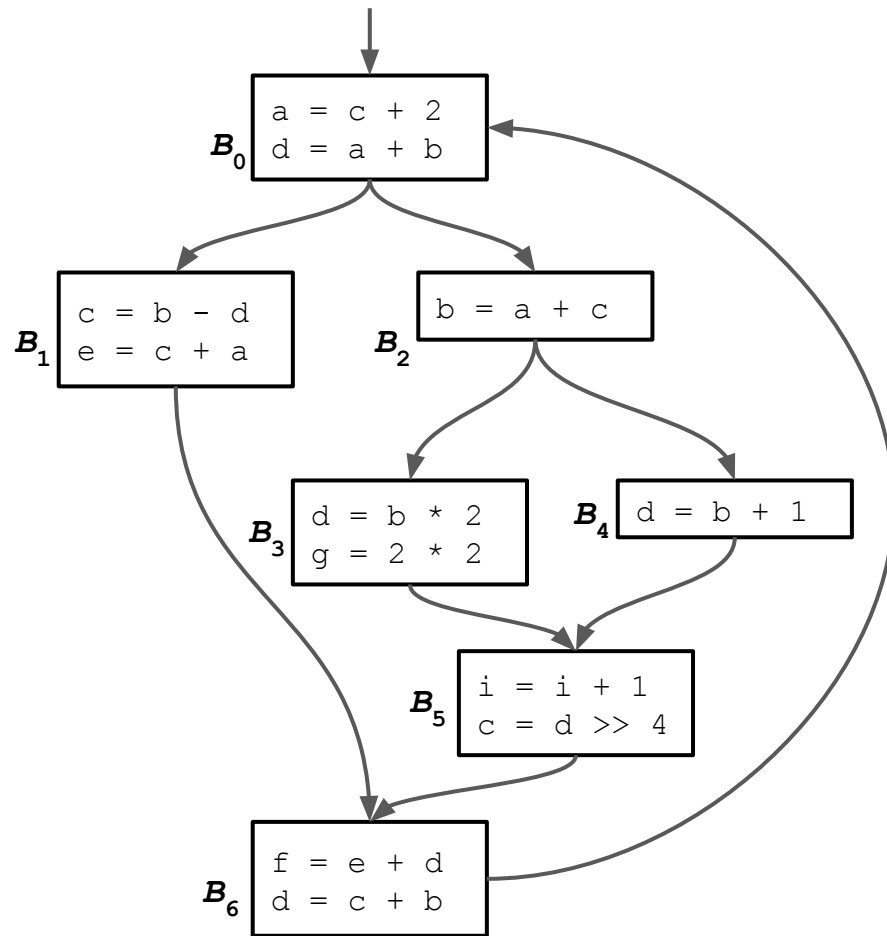 a = c + 2
d = a + b
B0
c = b - d
e = c + a
B1
b = a + c
B2
d = b * 2
g = 2 * 2
B3
d = b + 1
B4
i = i + 1
c = d >> 4
B5
f = e + d
d = c + b
B6